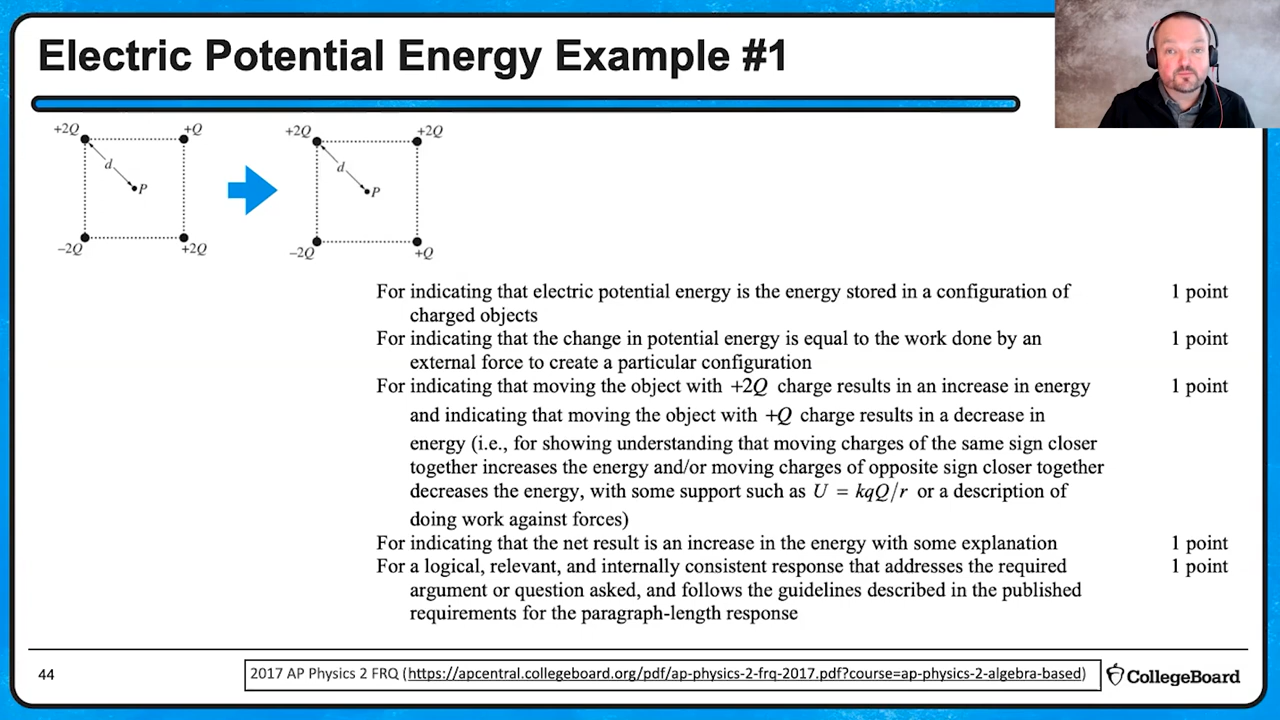 Electric Potential Energy Example #1
+2Q +Q +2Q +2Q
d d
P P
–2Q +2Q –2Q +Q
For indicating that electric potential energy is the energy stored in a configuration of 1 point
charged objects
For indicating that the change in potential energy is equal to the work done by an 1 point
external force to create a particular configuration
For indicating that moving the object with +2Q charge results in an increase in energy 1 point
and indicating that moving the object with +Q charge results in a decrease in
energy (i.e., for showing understanding that moving charges of the same sign closer
together increases the energy and/or moving charges of opposite sign closer together
decreases the energy, with some support such as U = kqQ/r or a description of
doing work against forces)
For indicating that the net result is an increase in the energy with some explanation 1 point
For a logical, relevant, and internally consistent response that addresses the required 1 point
argument or question asked, and follows the guidelines described in the published
requirements for the paragraph-length response
44
2017 AP Physics 2 FRQ (https://apcentral.collegeboard.org/pdf/ap-physics-2-frq-2017.pdf?course=ap-physics-2-algebra-based)
CollegeBoard